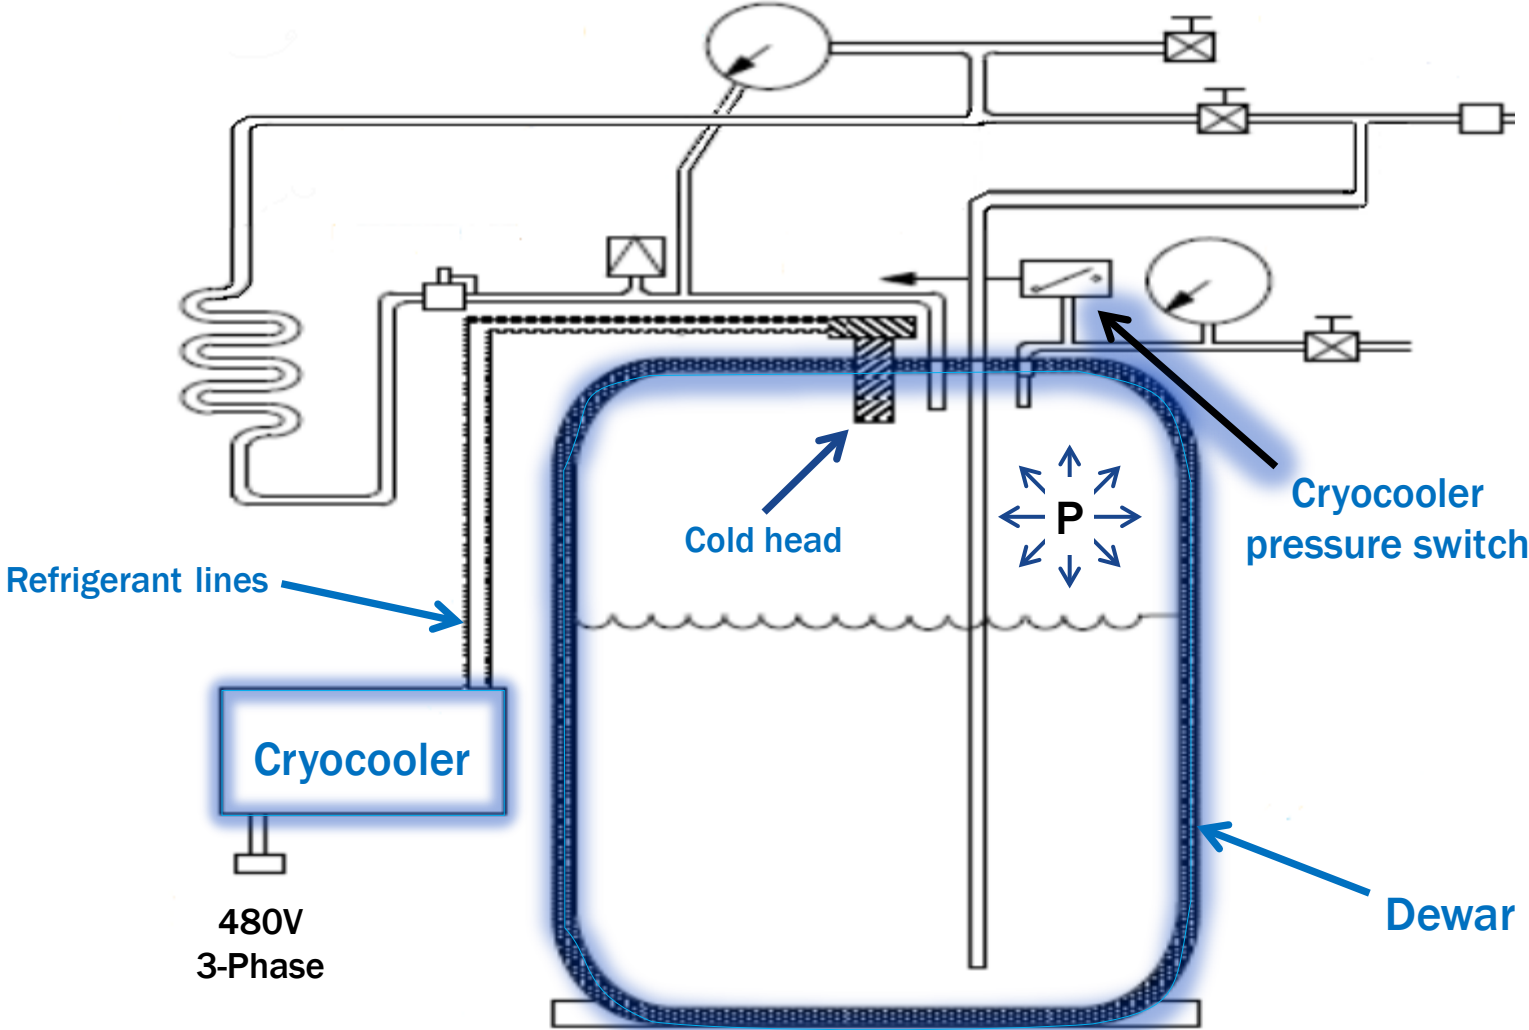 P
Cryocooler
pressure switch
Cold head
Refrigerant lines
Cryocooler
480V
3-Phase
Dewar